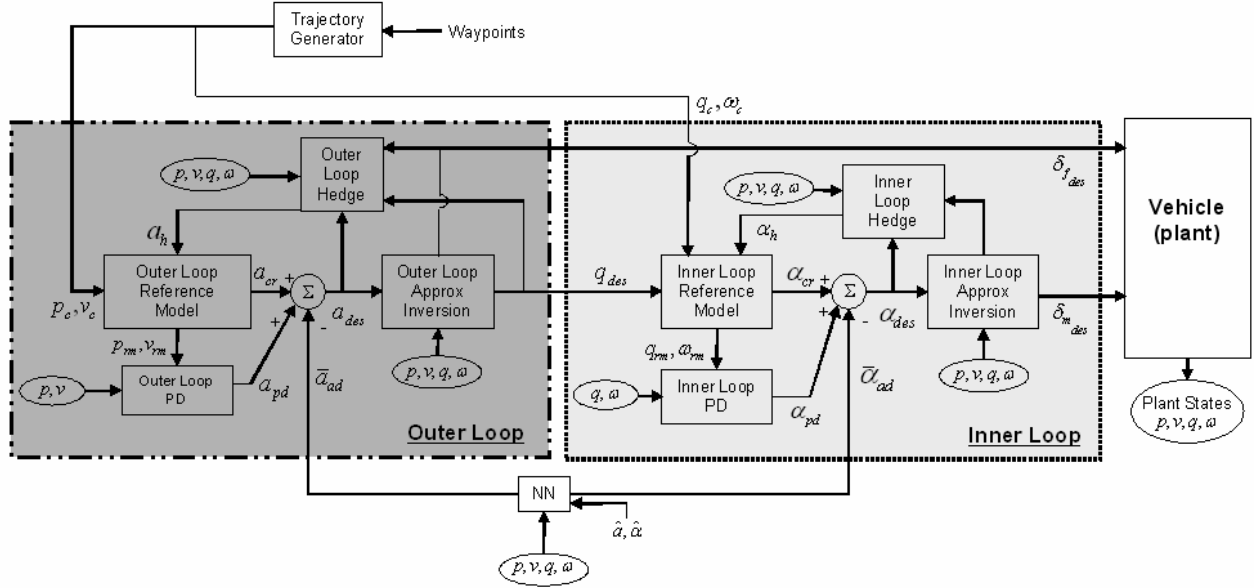 Trajectory
Generator
Waypoints
q_c, ω_c
Outer
Loop
Hedge
p, v, q, ω
a_h
Outer Loop
Reference
Model
a_cr
+
Σ
+
-
a_des
Outer Loop
Approx
Inversion
p_c, v_c
p_rm, v_rm
p, v
Outer Loop
PD
a_pd
a̅_ad
p, v, q, ω
Outer Loop
q_des
Inner
Loop
Hedge
p, v, q, ω
α_h
Inner Loop
Reference
Model
α_cr
+
Σ
+
-
α_des
Inner Loop
Approx
Inversion
q_rm, ω_rm
q, ω
Inner Loop
PD
α_pd
α̅_ad
p, v, q, ω
Inner Loop
δ_f_des
δ_m_des
Vehicle
(plant)
Plant States
p, v, q, ω
NN
â, α̂
p, v, q, ω